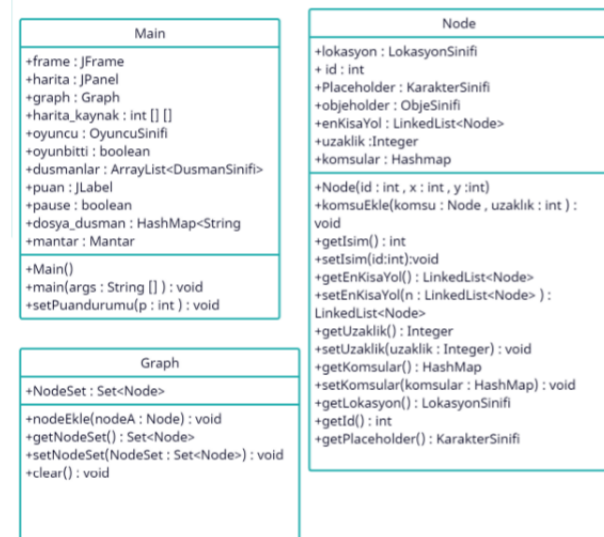 Main
+frame : JFrame
+harita : JPanel
+graph : Graph
+harita_kaynak : int [] []
+oyuncu : OyuncuSinifi
+oyunbitti : boolean
+dusmanlar : ArrayList<DusmanSinifi>
+puan : JLabel
+pause : boolean
+dosya_dusman : HashMap<String
+mantar : Mantar
+Main()
+main(args : String [] ) : void
+setPuandurumu(p : int ) : void
Graph
+NodeSet : Set<Node>
+nodeEkle(nodeA : Node) : void
+getNodeSet() : Set<Node>
+setNodeSet(NodeSet : Set<Node>) : void
+clear() : void
Node
+lokasyon : LokasyonSinifi
+ id : int
+Placeholder : KarakterSinifi
+objeholder : ObjeSinifi
+enKisaYol : LinkedList<Node>
+uzaklik :Integer
+komsular : Hashmap
+Node(id : int , x : int , y :int)
+komsuEkle(komsu : Node , uzaklık : int ) :
void
+getIsim() : int
+setIsim(id:int):void
+getEnKisaYol() : LinkedList<Node>
+setEnKisaYol(n : LinkedList<Node> ) :
LinkedList<Node>
+getUzaklik() : Integer
+setUzaklik(uzaklik : Integer) : void
+getKomsular() : HashMap
+setKomsular(komsular : HashMap) : void
+getLokasyon() : LokasyonSinifi
+getId() : int
+getPlaceholder() : KarakterSinifi